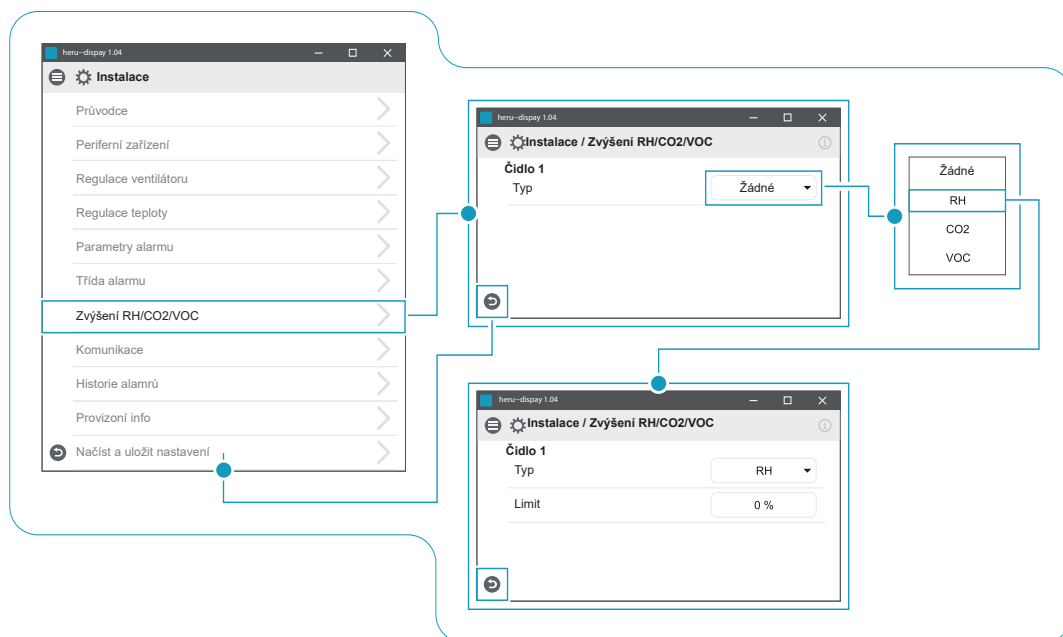 heru-dispay 1.04
Instalace
Průvodce
Periferní zařízení
Regulace ventilátoru
Regulace teploty
Parametry alarmu
Třída alarmu
Zvýšení RH/CO2/VOC
Komunikace
Historie alamrů
Provizoní info
Načíst a uložit nastavení
heru-dispay 1.04
Instalace / Zvýšení RH/CO2/VOC
Čidlo 1
Typ Žádné
Žádné
RH
CO2
VOC
heru-dispay 1.04
Instalace / Zvýšení RH/CO2/VOC
Čidlo 1
Typ RH
Limit 0 %